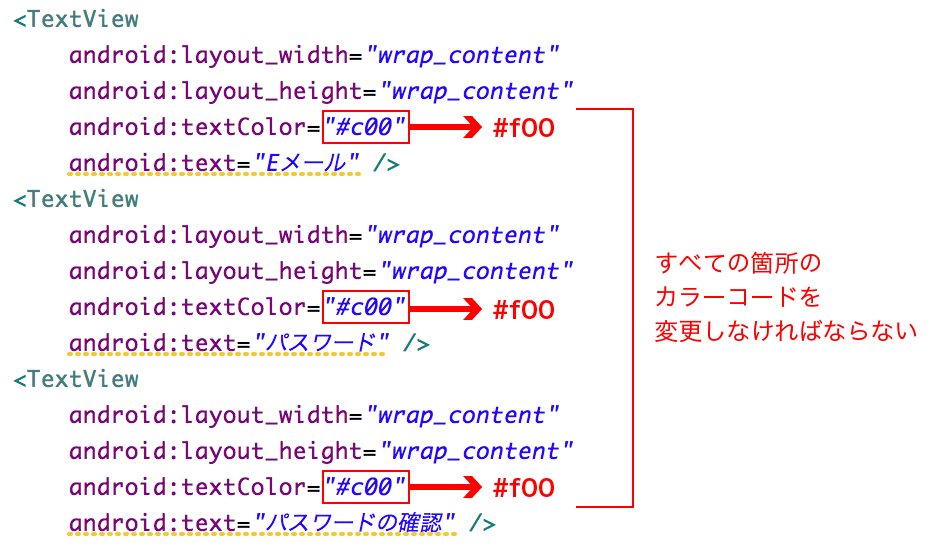 <TextView
android:layout_width="wrap_content"
android:layout_height="wrap_content"
android:textColor="#c00" #f00
android:text="Eメール" />
<TextView
android:layout_width="wrap_content"
android:layout_height="wrap_content"
android:textColor="#c00" #f00
android:text="パスワード" />
<TextView
android:layout_width="wrap_content"
android:layout_height="wrap_content"
android:textColor="#c00" #f00
android:text="パスワードの確認" />
すべての箇所の
カラーコードを
変更しなければならない